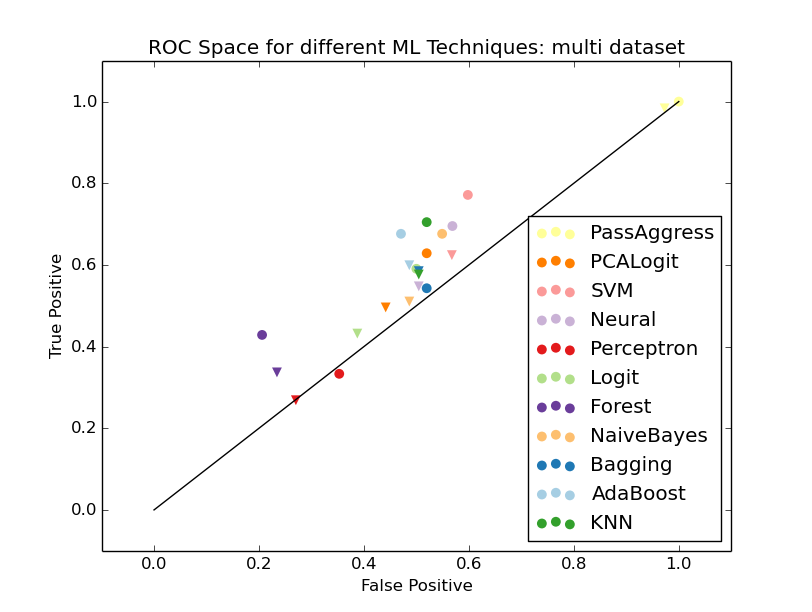 ROC Space for different ML Techniques: multi dataset
True Positive
1.0
0.8
0.6
0.4
0.2
0.0
PassAggress
PCALogit
SVM
Neural
Perceptron
Logit
Forest
NaiveBayes
Bagging
AdaBoost
KNN
0.0 0.2 0.4 0.6 0.8 1.0
False Positive